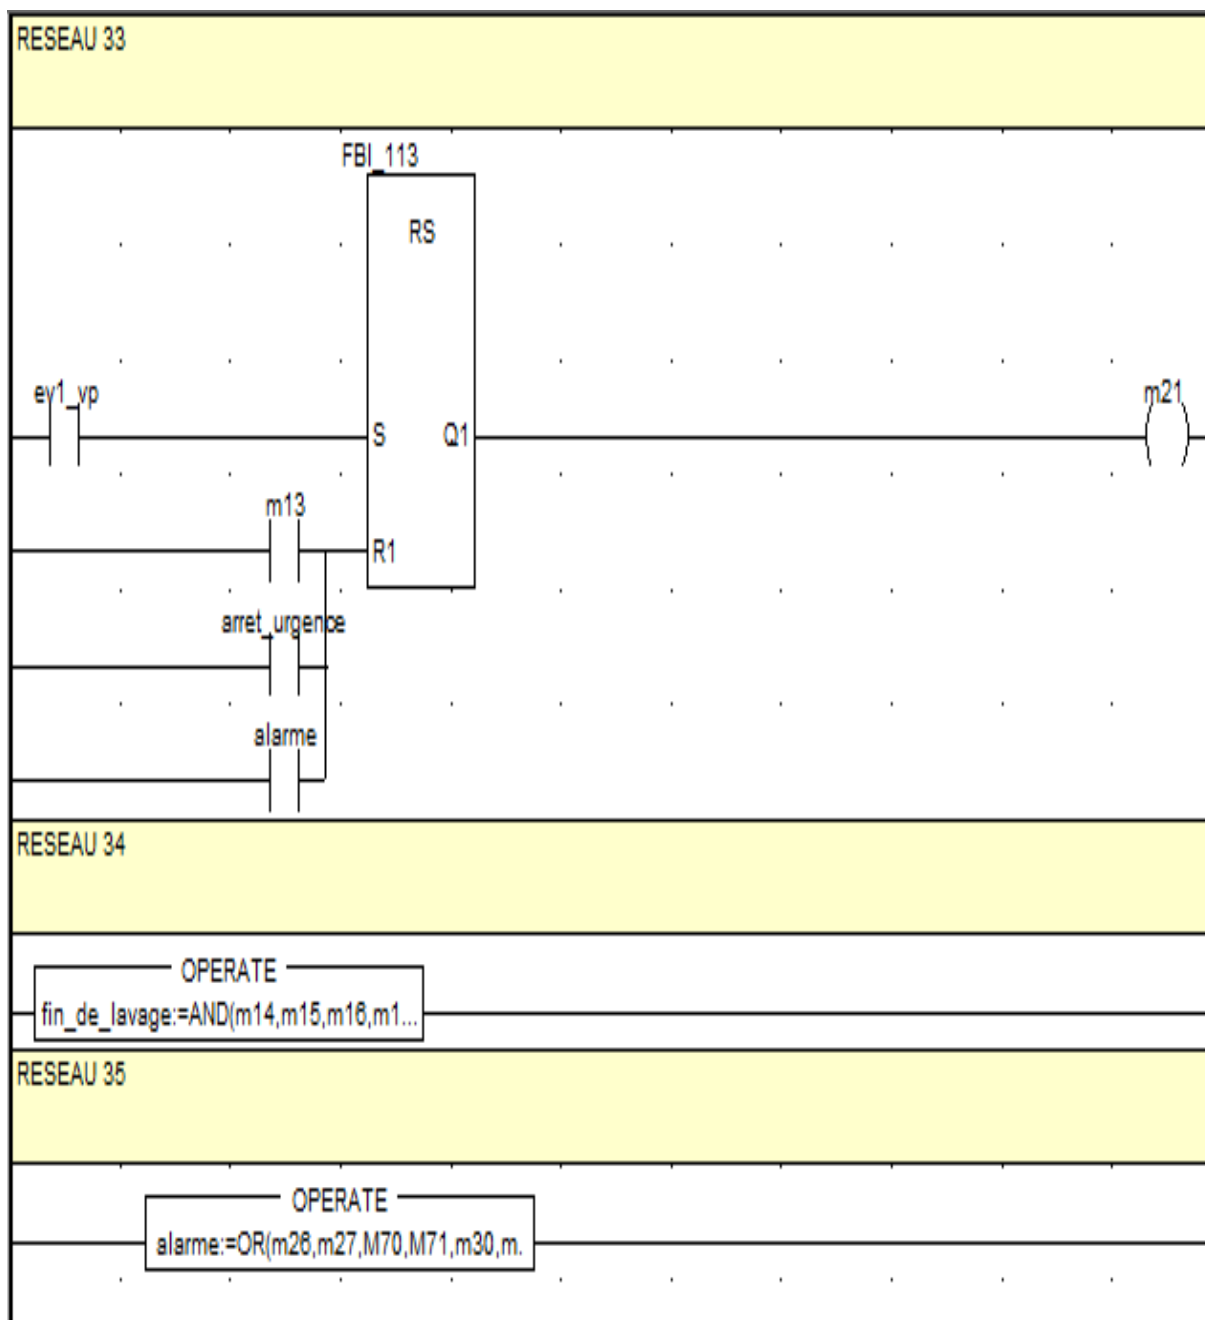 RESEAU 33
FBI_113
RS
ev1_vp
m21
S Q1
m13
R1
arret_urgence
alarme
RESEAU 34
OPERATE
fin_de_lavage:=AND(m14,m15,m16,m1...
RESEAU 35
OPERATE
alarme:=OR(m26,m27,M70,M71,m30,m.